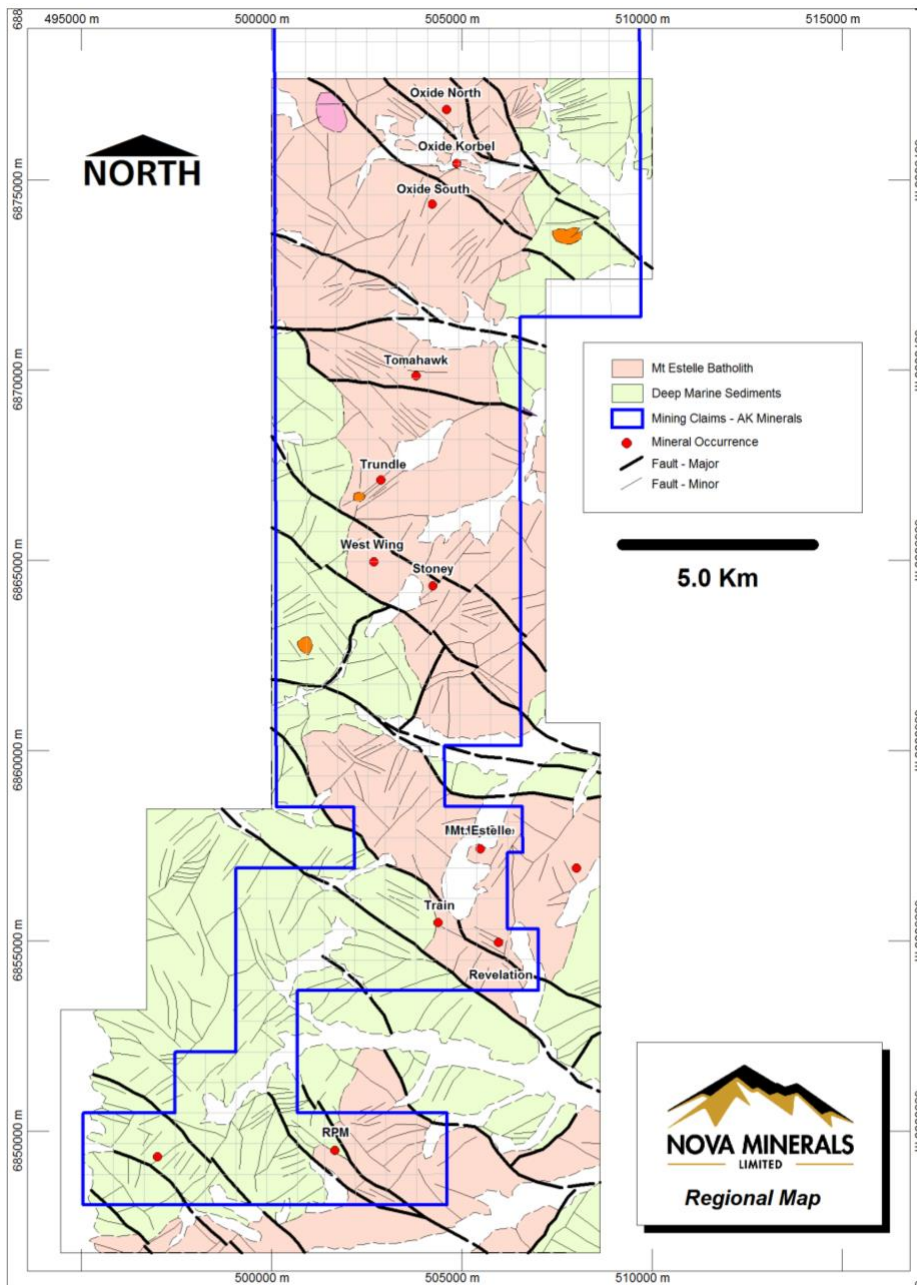 495000 m
500000 m
505000 m
510000 m
515000 m
688
Oxide North
Oxide Korbel
NORTH
6875000 m
Oxide South
Tomahawk
6870000 m
Mt Estelle Batholith
Deep Marine Sediments
Mining Claims - AK Minerals
Mineral Occurrence
Fault - Major
Fault - Minor
Trundle
West Wing
Stoney
6865000 m
5.0 Km
6860000 m
Mt. Estelle
Train
6855000 m
Revelation
RPM
6850000 m
NOVA MINERALS
LIMITED
Regional Map
500000 m
505000 m
510000 m